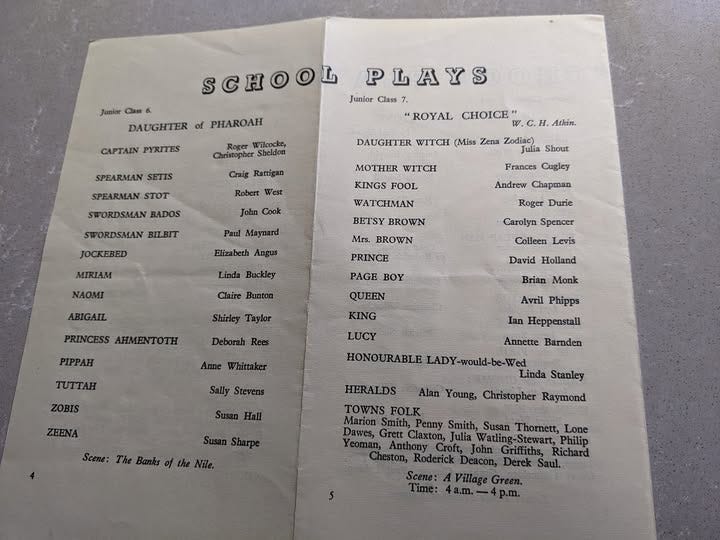 SCHOOL PLAYS
Junior Class 6.
DAUGHTER of PHAROAH
CAPTAIN PYRITES Roger Wilcocke,
Christopher Sheldon
SPEARMAN SETIS Craig Rattigan
SPEARMAN STOT Robert West
SWORDSMAN BADOS John Cook
SWORDSMAN BILBIT Paul Maynard
JOCKEBED Elizabeth Angus
MIRIAM Linda Buckley
NAOMI Claire Bunton
ABIGAIL Shirley Taylor
PRINCESS AHMENTOTH Deborah Rees
PIPPAH Anne Whittaker
TUTTAH Sally Stevens
ZOBIS Susan Hall
ZEENA Susan Sharpe
Scene: The Banks of the Nile.
4
Junior Class 7.
"ROYAL CHOICE"
W. C. H. Atkin.
DAUGHTER WITCH (Miss Zena Zodiac)
Julia Shout
MOTHER WITCH Frances Cugley
KINGS FOOL Andrew Chapman
WATCHMAN Roger Durie
BETSY BROWN Carolyn Spencer
Mrs. BROWN Colleen Levis
PRINCE David Holland
PAGE BOY Brian Monk
QUEEN Avril Phipps
KING Ian Heppenstall
LUCY Annette Barnden
HONOURABLE LADY-would-be-Wed
Linda Stanley
HERALDS Alan Young, Christopher Raymond
TOWNS FOLK
Marion Smith, Penny Smith, Susan Thornett, Lone
Dawes, Grett Claxton, Julia Watling-Stewart, Philip
Yeoman, Anthony Croft, John Griffiths, Richard
Cheston, Roderick Deacon, Derek Saul.
Scene: A Village Green.
Time: 4 a.m. — 4 p.m.
5